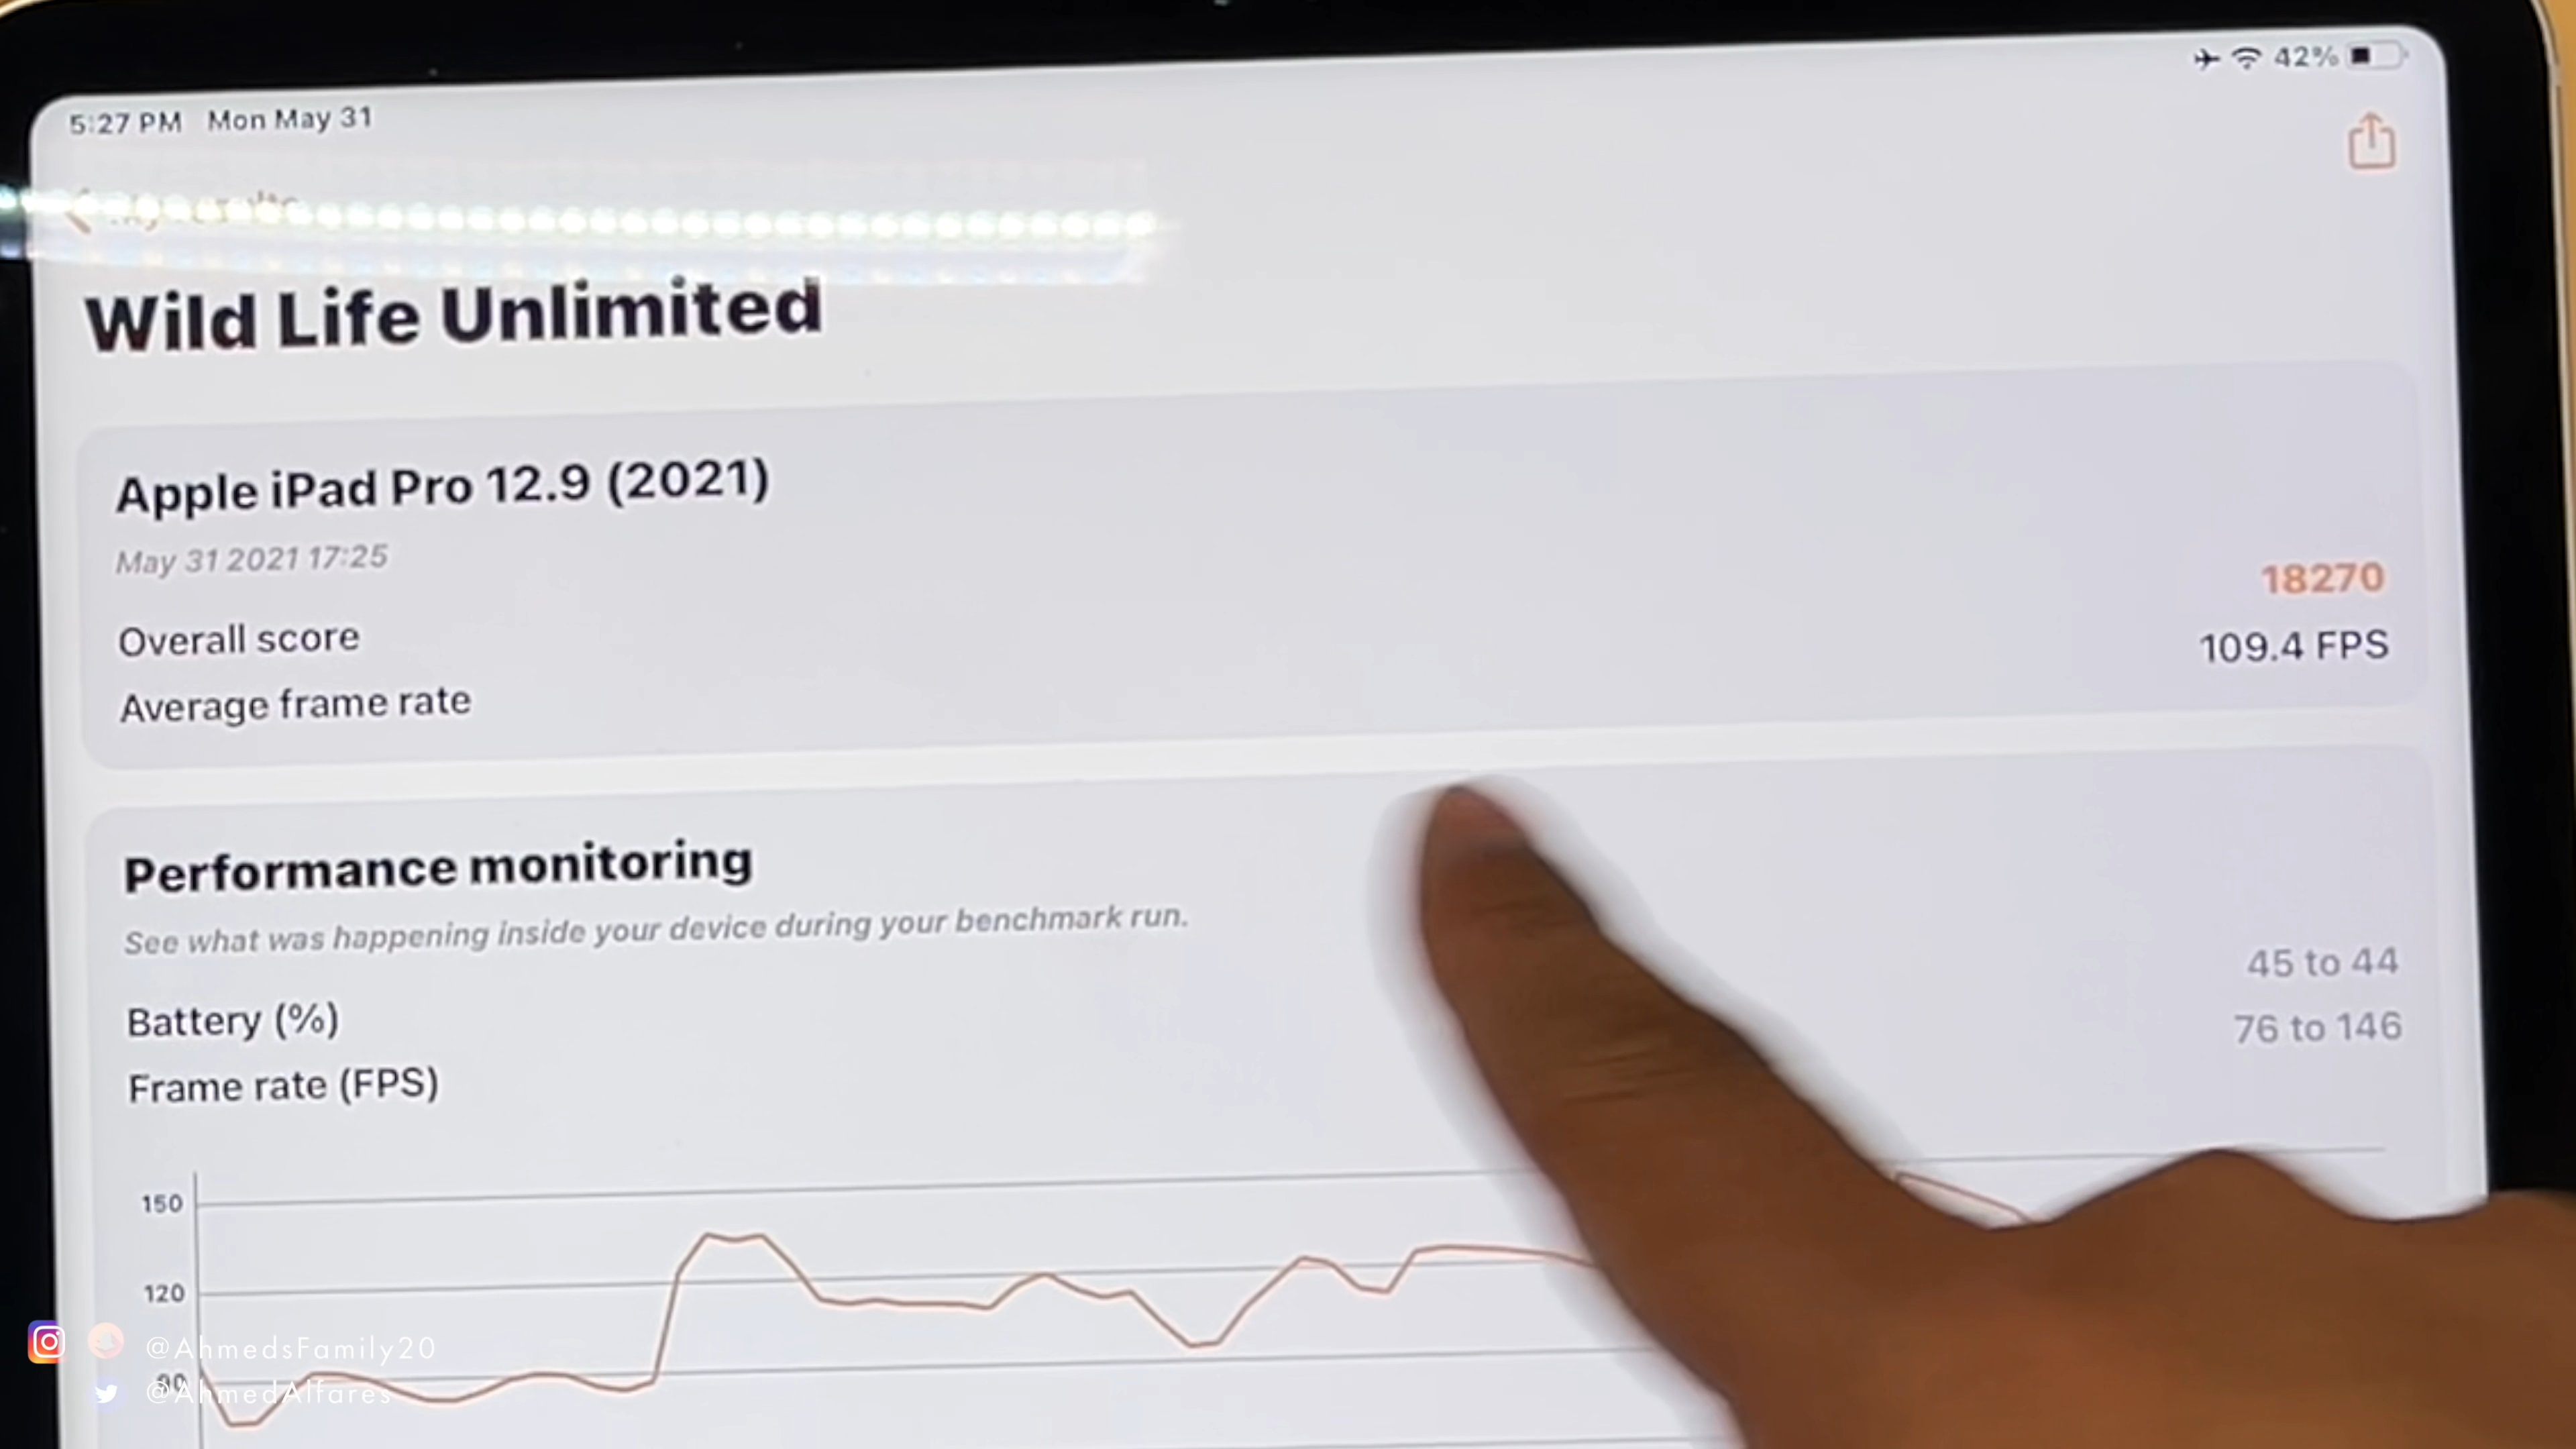 5:27 PM Mon May 31
42%
Wild Life Unlimited
Apple iPad Pro 12.9 (2021)
May 31 2021 17:25
18270
Overall score
109.4 FPS
Average frame rate
Performance monitoring
See what was happening inside your device during your benchmark run.
45 to 44
Battery (%)
76 to 146
Frame rate (FPS)
150
120
90
@AhmedsFamily20
@AhmedAlfares